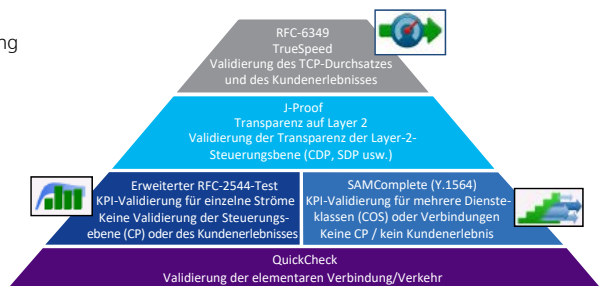 ng
RFC-6349
TrueSpeed
Validierung des TCP-Durchsatzes
und des Kundenerlebnisses
J-Proof
Transparenz auf Layer 2
Validierung der Transparenz der Layer-2-
Steuerungsbene (CDP, SDP usw.)
Erweiterter RFC-2544-Test
KPI-Validierung für einzelne Ströme
Keine Validierung der Steuerungs-
ebene (CP) oder des Kundenerlebnisses
SAMComplete (Y.1564)
KPI-Validierung für mehrere Dienste-
klassen (COS) oder Verbindungen
Keine CP / kein Kundenerlebnis
QuickCheck
Validierung der elementaren Verbindung/Verkehr